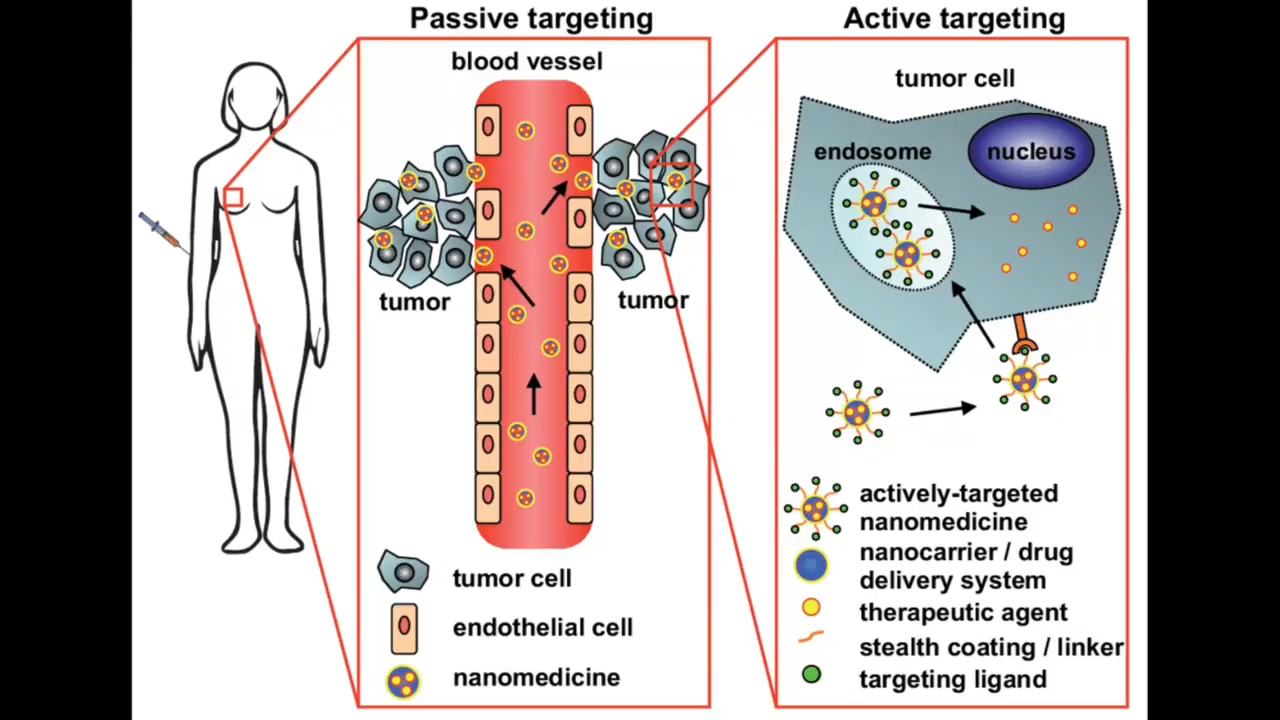 Passive targeting
blood vessel
tumor
tumor
tumor cell
endothelial cell
nanomedicine
Active targeting
tumor cell
endosome
nucleus
actively-targeted
nanomedicine
nanocarrier / drug
delivery system
therapeutic agent
stealth coating / linker
targeting ligand